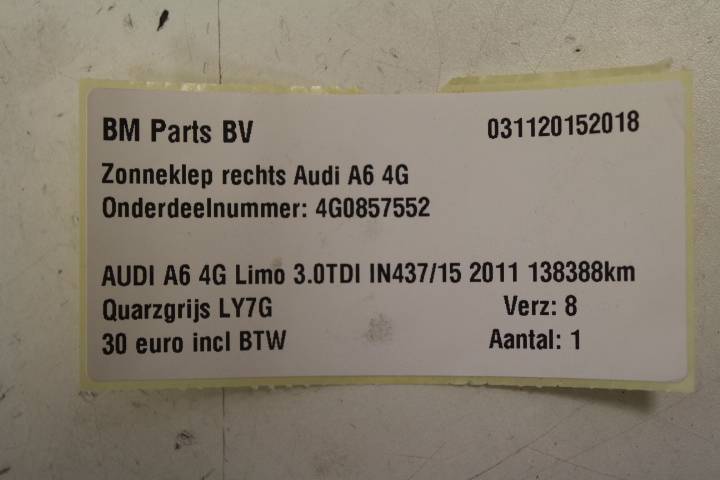 BM Parts BV 031120152018
Zonneklep rechts Audi A6 4G
Onderdeelnummer: 4G0857552
AUDI A6 4G Limo 3.0TDI IN437/15 2011 138388km
Quarzgrijs LY7G Verz: 8
30 euro incl BTW Aantal: 1